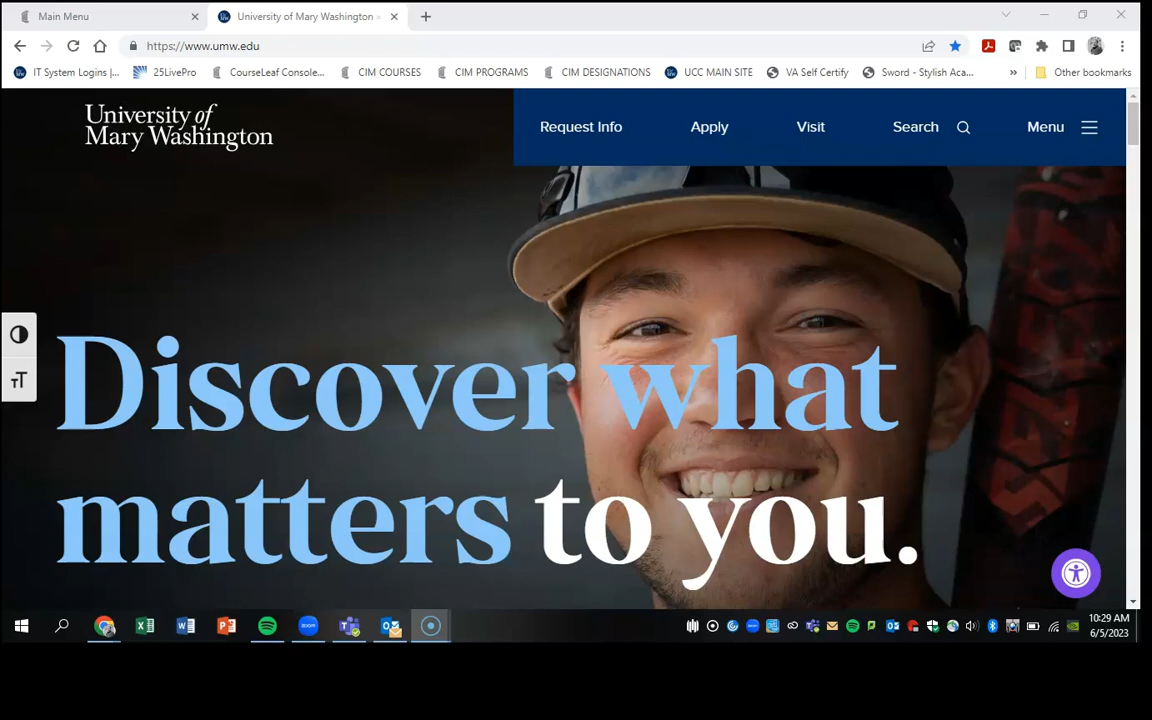 Main Menu
University of Mary Washington -
https://www.umw.edu
IT System Logins |...
25LivePro
CourseLeaf Console...
CIM COURSES
CIM PROGRAMS
CIM DESIGNATIONS
UCC MAIN SITE
VA Self Certify
Sword - Stylish Aca...
»
Other bookmarks
University of
Mary Washington
Request Info
Apply
Visit
Search
Menu
Discover what
matters to you.
10:29 AM
6/5/2023